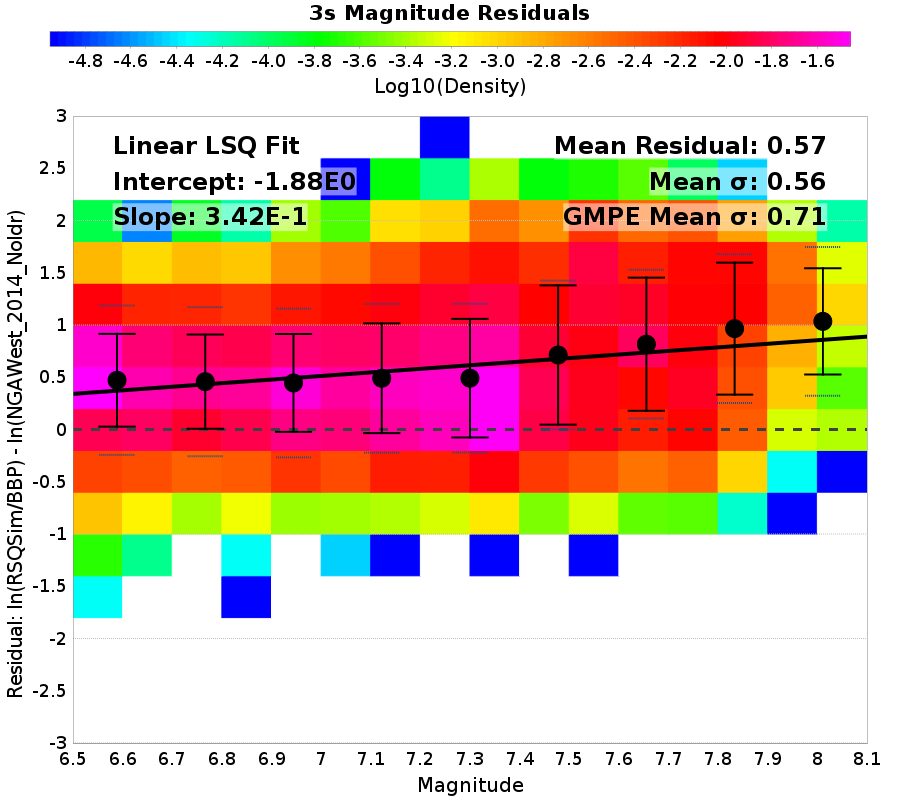 3s Magnitude Residuals
-4.8 -4.6 -4.4 -4.2 -4.0 -3.8 -3.6 -3.4 -3.2 -3.0 -2.8 -2.6 -2.4 -2.2 -2.0 -1.8 -1.6
Log10(Density)
Linear LSQ Fit
Intercept: -1.88E0
Slope: 3.42E-1
Mean Residual: 0.57
Mean σ: 0.56
GMPE Mean σ: 0.71
Residual: ln(RSQSim/BBP) - ln(NGAWest_2014_NoIdr)
3
2.5
2
1.5
1
0.5
0
-0.5
-1
-1.5
-2
-2.5
-3
6.5 6.6 6.7 6.8 6.9 7 7.1 7.2 7.3 7.4 7.5 7.6 7.7 7.8 7.9 8 8.1
Magnitude